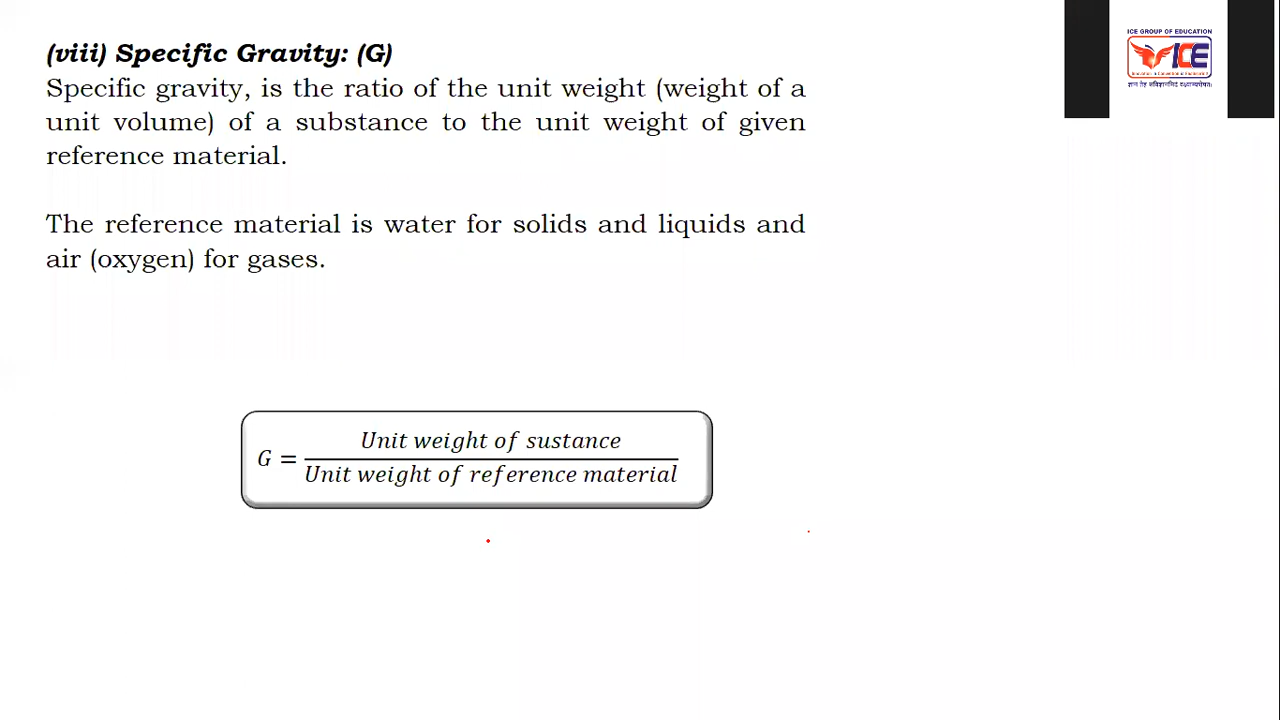 ICE GROUP OF EDUCATION
ICE
(viii) Specific Gravity: (G)
Specific gravity, is the ratio of the unit weight (weight of a
unit volume) of a substance to the unit weight of given
reference material.
The reference material is water for solids and liquids and
air (oxygen) for gases.
G = Unit weight of sustance
Unit weight of reference material